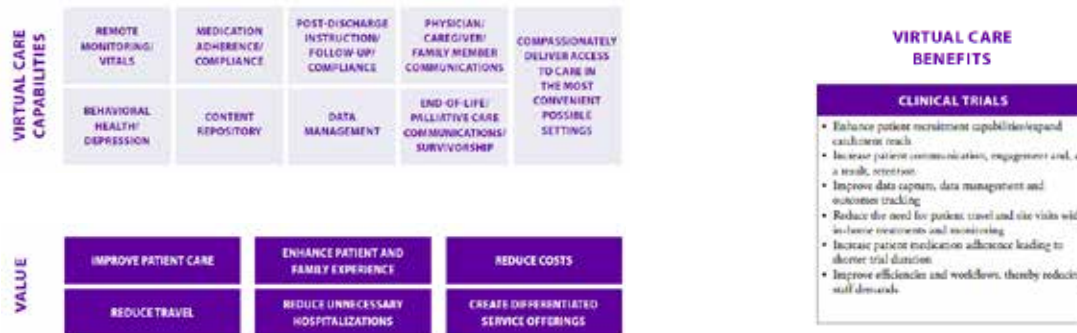 VIRTUAL CARE
CAPABILITIES
REMOTE
MONITORING/
VITALS
MEDICATION
ADHERENCE/
COMPLIANCE
POST-DISCHARGE
INSTRUCTION/
FOLLOW-UP/
COMPLIANCE
PHYSICIAN/
CAREGIVER/
FAMILY MEMBER
COMMUNICATIONS
COMPASSIONATELY
DELIVER ACCESS
TO CARE IN
THE MOST
CONVENIENT
POSSIBLE
SETTINGS
BEHAVIORAL
HEALTH/
DEPRESSION
CONTENT
REPOSITORY
DATA
MANAGEMENT
END-OF-LIFE/
PALLIATIVE CARE
COMMUNICATIONS/
SURVIVORSHIP
VALUE
IMPROVE PATIENT CARE
ENHANCE PATIENT AND
FAMILY EXPERIENCE
REDUCE COSTS
REDUCE TRAVEL
REDUCE UNNECESSARY
HOSPITALIZATIONS
CREATE DIFFERENTIATED
SERVICE OFFERINGS
VIRTUAL CARE
BENEFITS
CLINICAL TRIALS
• Enhance patient recruitment capabilities/expand
catchment reach
• Increase patient communication, engagement and, a
a result, retention
• Improve data capture, data management and
outcomes tracking
• Reduce the need for patient travel and site visits wit
in-home treatments and monitoring
• Increase patient medication adherence leading to
shorter trial duration
• Improve efficiencies and workflows, thereby reducin
staff demands